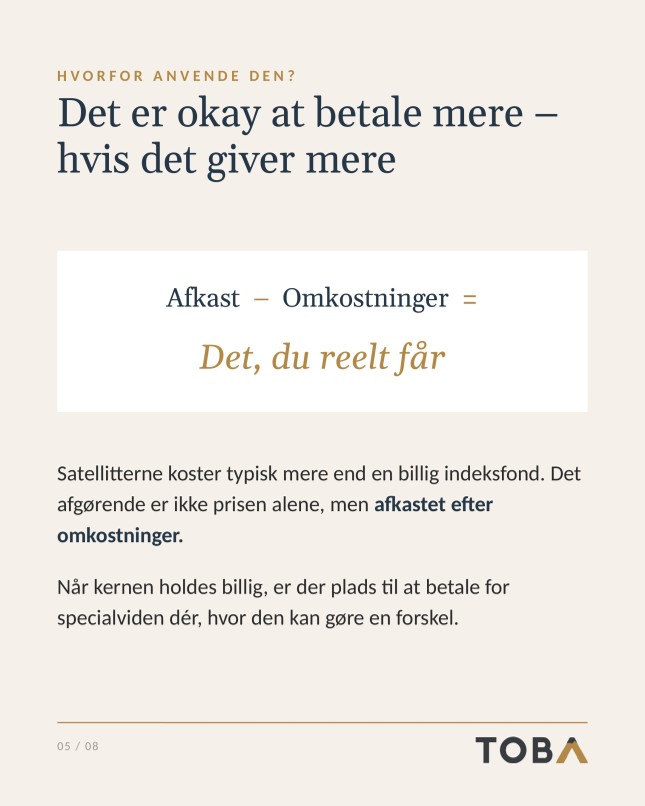 HVORFOR ANVENDE DEN?
Det er okay at betale mere –
hvis det giver mere
Afkast – Omkostninger =
Det, du reelt får
Satellitterne koster typisk mere end en billig indeksfond. Det
afgørende er ikke prisen alene, men afkastet efter
omkostninger.
Når kernen holdes billig, er der plads til at betale for
specialviden dér, hvor den kan gøre en forskel.
05 / 08
TOBA